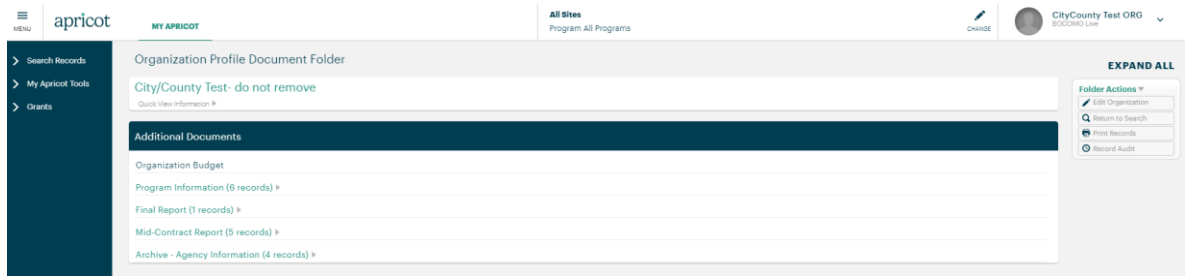 MENU
apricot
MY APRICOT
All Sites
Program All Programs
CHANGE
CityCounty Test ORG
BOCOMO Live
Search Records
My Apricot Tools
Grants
Organization Profile Document Folder
EXPAND ALL
City/County Test- do not remove
Quick View Information
Folder Actions
Edit Organization
Return to Search
Print Records
Record Audit
Additional Documents
Organization Budget
Program Information (6 records)
Final Report (1 records)
Mid-Contract Report (5 records)
Archive - Agency Information (4 records)